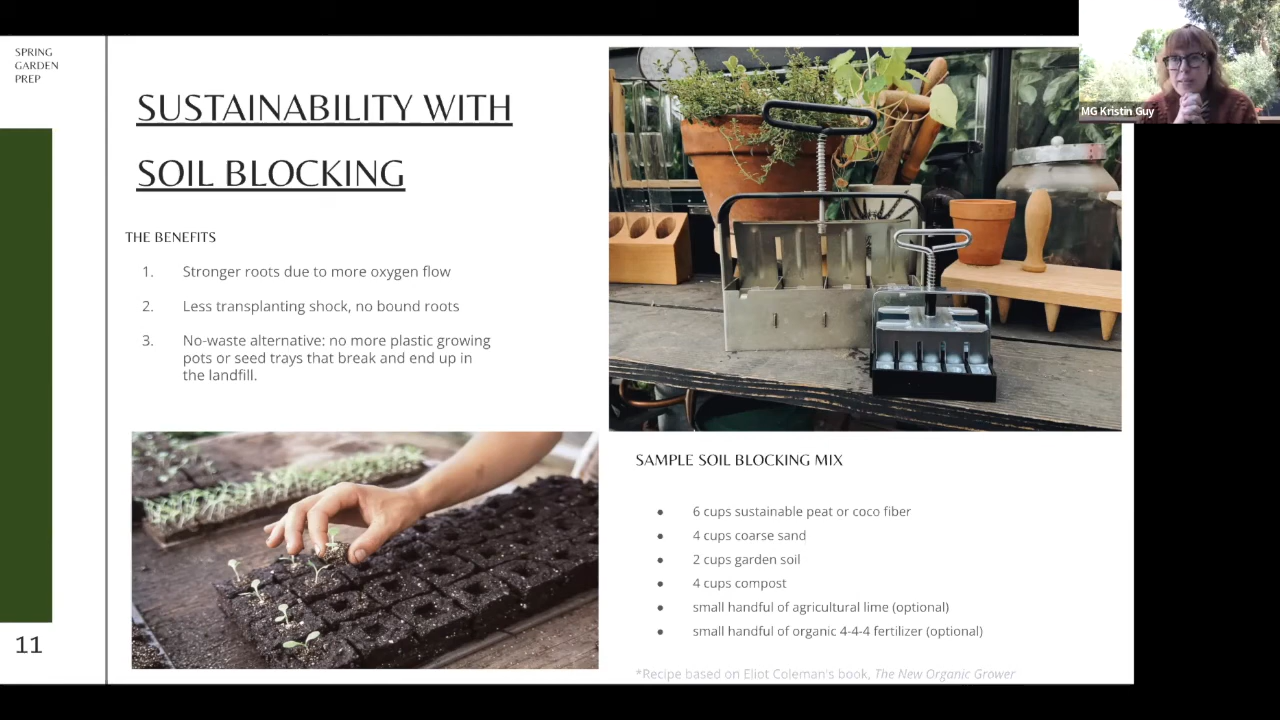 SPRING
GARDEN
PREP
SUSTAINABILITY WITH
SOIL BLOCKING
THE BENEFITS
1. Stronger roots due to more oxygen flow
2. Less transplanting shock, no bound roots
3. No-waste alternative: no more plastic growing
pots or seed trays that break and end up in
the landfill.
11
MG Kristin Guy
SAMPLE SOIL BLOCKING MIX
● 6 cups sustainable peat or coco fiber
● 4 cups coarse sand
● 2 cups garden soil
● 4 cups compost
● small handful of agricultural lime (optional)
● small handful of organic 4-4-4 fertilizer (optional)
*Recipe based on Eliot Coleman's book, The New Organic Grower